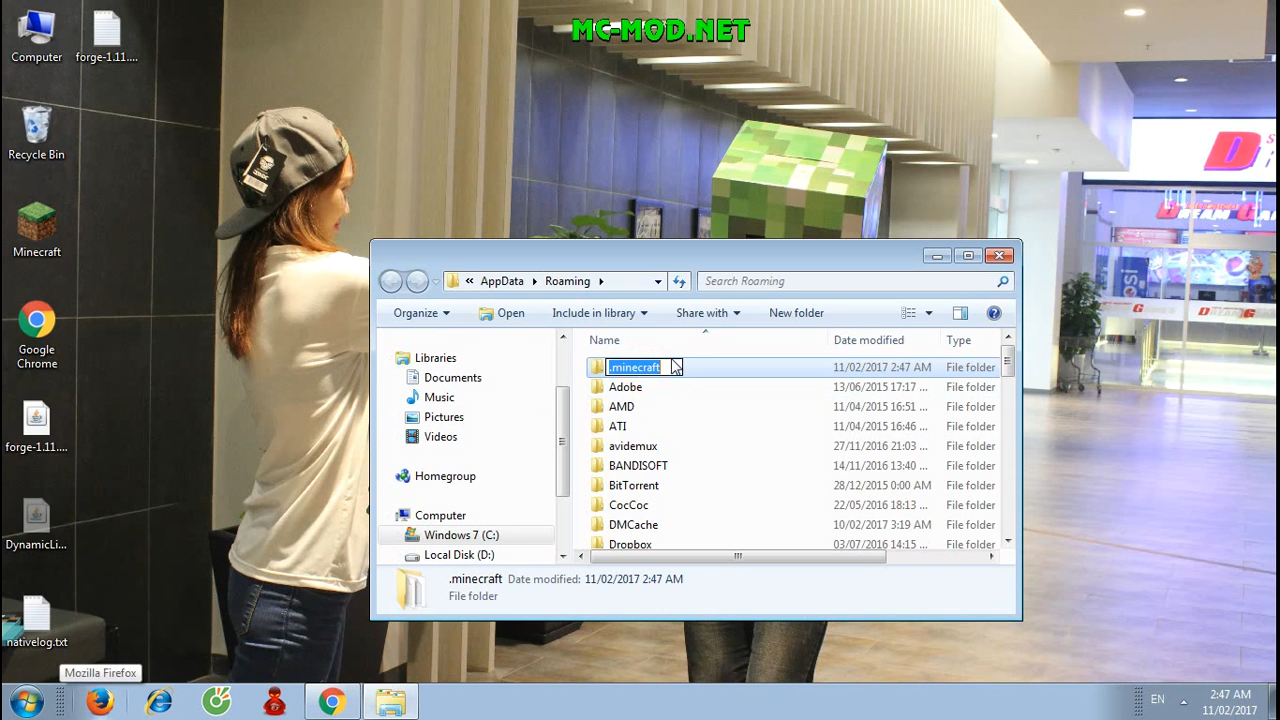 MC-MOD.NET
Computer
forge-1.11....
Recycle Bin
Minecraft
Google
Chrome
forge-1.11....
DynamicLi...
nativelog.txt
« AppData Roaming
Search Roaming
Organize Open Include in library Share with New folder
Name Date modified Type
.minecraft 11/02/2017 2:47 AM File folder
Adobe 13/06/2015 17:17 ... File folder
AMD 11/04/2015 16:51 ... File folder
ATI 11/04/2015 16:46 ... File folder
avidemux 27/11/2016 21:03 ... File folder
BANDISOFT 14/11/2016 13:40 ... File folder
BitTorrent 28/12/2015 0:00 AM File folder
CocCoc 22/05/2016 18:13 ... File folder
DMCache 10/02/2017 3:19 AM File folder
Dropbox 03/07/2016 14:15 ... File folder
Libraries
Documents
Music
Pictures
Videos
Homegroup
Computer
Windows 7 (C:)
Local Disk (D:)
.minecraft Date modified: 11/02/2017 2:47 AM
File folder
Mozilla Firefox
EN
2:47 AM
11/02/2017